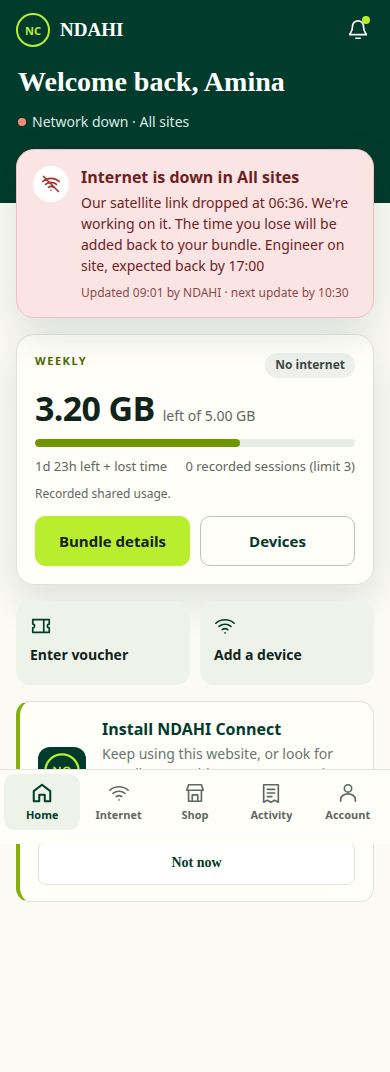 NC NDAHI
Welcome back, Amina
Network down · All sites
Internet is down in All sites
Our satellite link dropped at 06:36. We're
working on it. The time you lose will be
added back to your bundle. Engineer on
site, expected back by 17:00
Updated 09:01 by NDAHI · next update by 10:30
WEEKLY
No internet
3.20 GB left of 5.00 GB
1d 23h left + lost time
0 recorded sessions (limit 3)
Recorded shared usage.
Bundle details
Devices
Enter voucher
Add a device
Install NDAHI Connect
Keep using this website, or look for
Home
Internet
Shop
Activity
Account
Not now